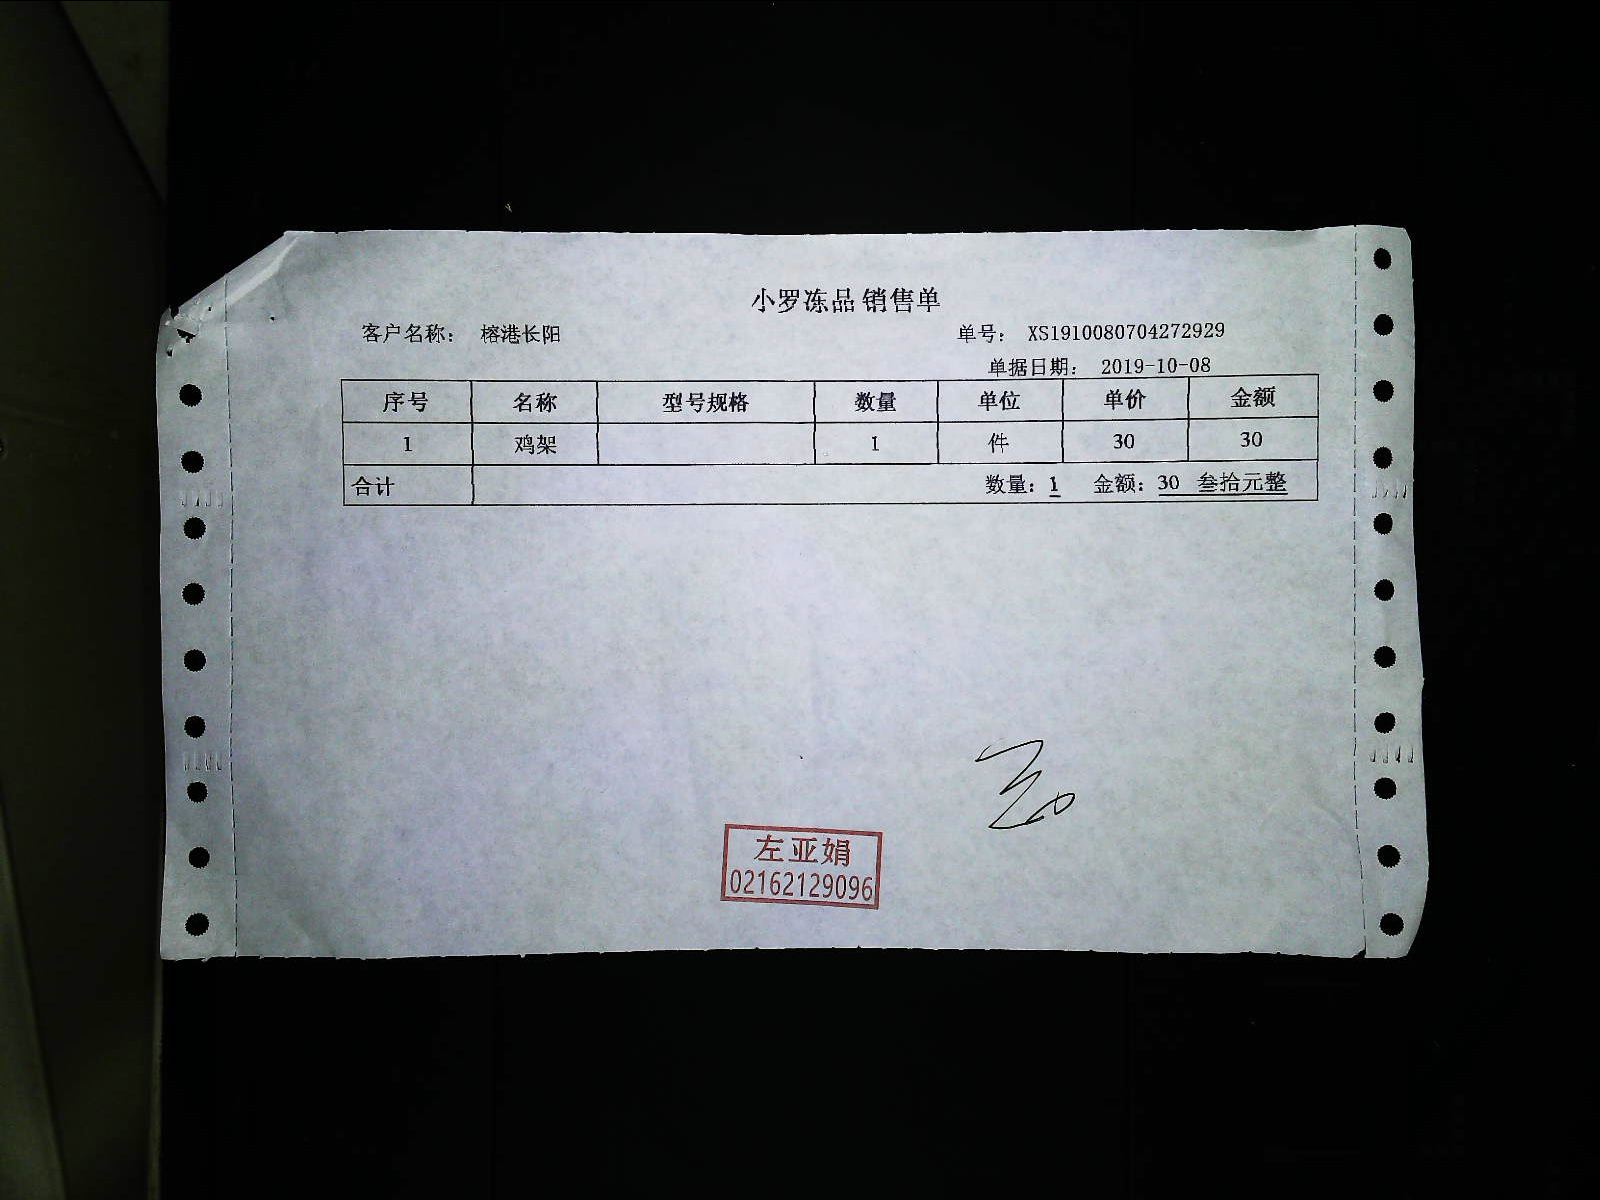 小罗冻品 销售单
客户名称： 榕港长阳 单号： XS1910080704272929
单据日期： 2019-10-08
序号 名称 型号规格 数量 单位 单价 金额
1 鸡架 1 件 30 30
合计 数量：1 金额：30 叁拾元整
左亚娟
02162129096